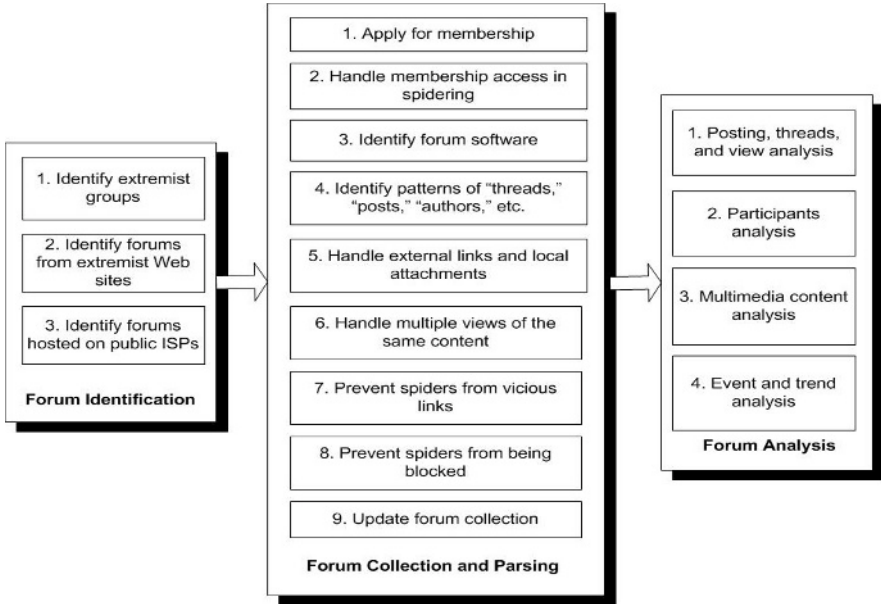 1. Identify extremist
groups
2. Identify forums
from extremist Web
sites
3. Identify forums
hosted on public ISPs
Forum Identification
1. Apply for membership
2. Handle membership access in
spidering
3. Identify forum software
4. Identify patterns of “threads,”
“posts,” “authors,” etc.
5. Handle external links and local
attachments
6. Handle multiple views of the
same content
7. Prevent spiders from vicious
links
8. Prevent spiders from being
blocked
9. Update forum collection
Forum Collection and Parsing
1. Posting, threads,
and view analysis
2. Participants
analysis
3. Multimedia content
analysis
4. Event and trend
analysis
Forum Analysis